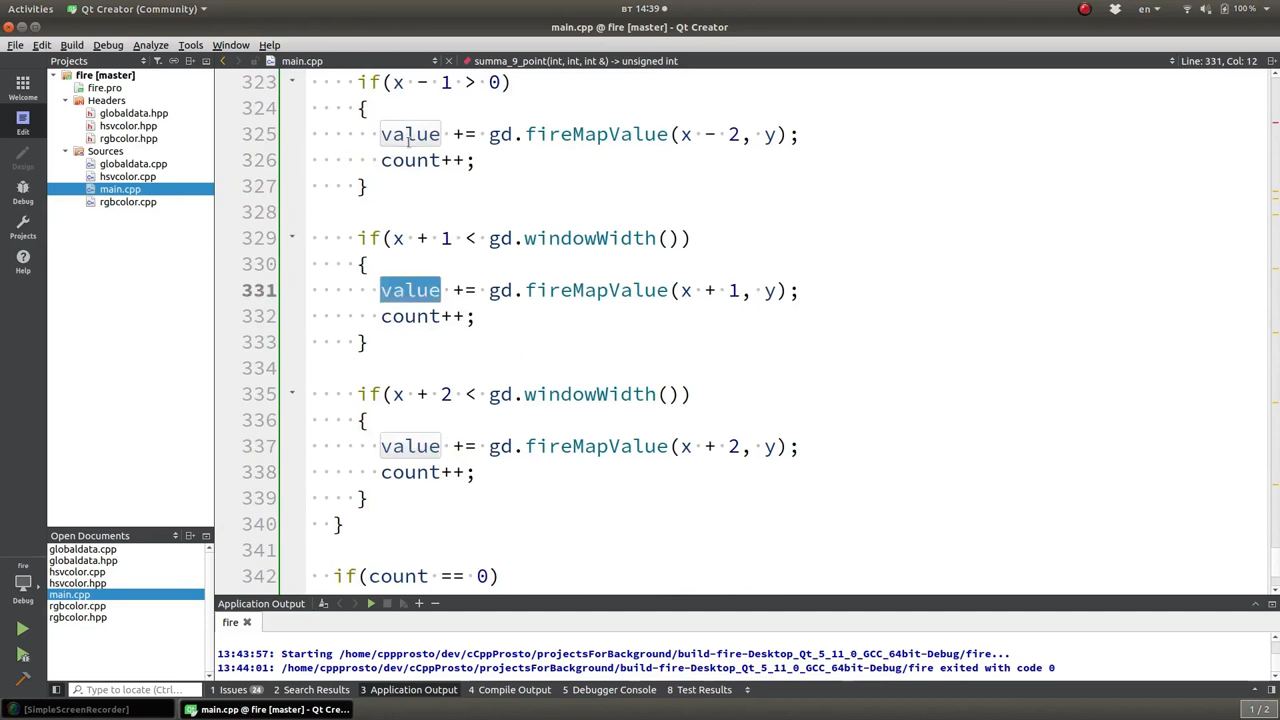 Activities Qt Creator (Community) ВТ 14:39 en 100 %
main.cpp @ fire [master] - Qt Creator
File Edit Build Debug Analyze Tools Window Help
Projects main.cpp summa_9_point(int, int, int &) -> unsigned int Line: 331, Col: 12
Welcome
Edit
Design
Debug
Projects
Help
fire
Debug
fire [master]
fire.pro
Headers
globaldata.hpp
hsvcolor.hpp
rgbcolor.hpp
Sources
globaldata.cpp
hsvcolor.cpp
main.cpp
rgbcolor.cpp
Open Documents
globaldata.cpp
globaldata.hpp
hsvcolor.cpp
hsvcolor.hpp
main.cpp
rgbcolor.cpp
rgbcolor.hpp
323 if(x - 1 > 0)
324 {
325 value += gd.fireMapValue(x - 2, y);
326 count++;
327 }
328
329 if(x + 1 < gd.windowWidth())
330 {
331 value += gd.fireMapValue(x + 1, y);
332 count++;
333 }
334
335 if(x + 2 < gd.windowWidth())
336 {
337 value += gd.fireMapValue(x + 2, y);
338 count++;
339 }
340 }
341
342 if(count == 0)
Application Output
fire
13:43:57: Starting /home/cppprosto/dev/cCppProsto/projectsForBackground/build-fire-Desktop_Qt_5_11_0_GCC_64bit-Debug/fire...
13:44:01: /home/cppprosto/dev/cCppProsto/projectsForBackground/build-fire-Desktop_Qt_5_11_0_GCC_64bit-Debug/fire exited with code 0
Type to locate (Ctrl... 1 Issues 24 2 Search Results 3 Application Output 4 Compile Output 5 Debugger Console 8 Test Results
[SimpleScreenRecorder] main.cpp @ fire [master] - Qt Cre... 1 / 2